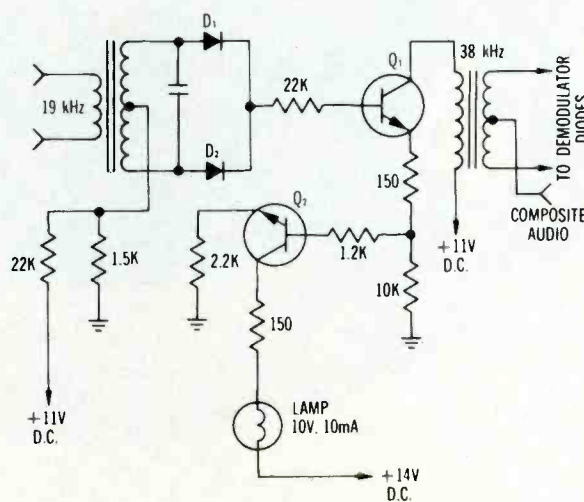 D₁
Q₁
38 kHz
22K
19 kHz
TO DEMODULATOR
DIODES
D₂
Q₂
150
COMPOSITE
AUDIO
1.2K
+11V
D.C.
22K
1.5K
2.2K
10K
150
+11V
D.C.
LAMP
10V, 10mA
+14V
D.C.